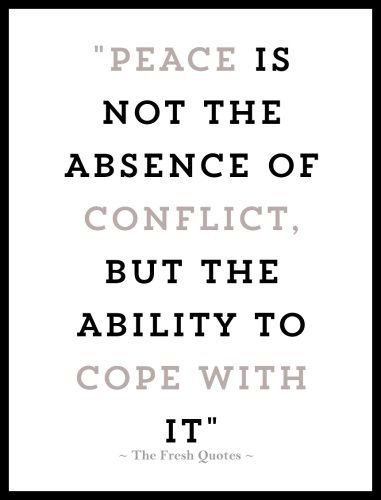 "PEACE IS
NOT THE
ABSENCE OF
CONFLICT,
BUT THE
ABILITY TO
COPE WITH
IT"
~ The Fresh Quotes ~